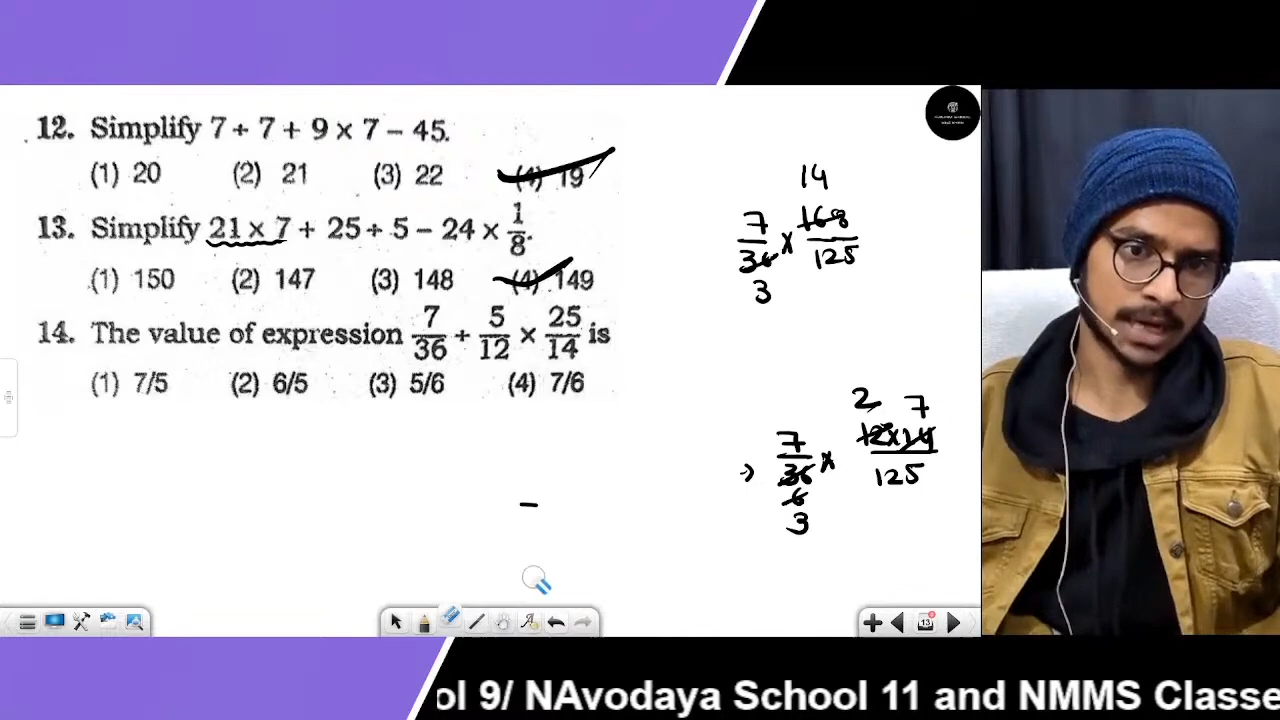 12. Simplify 7 ÷ 7 + 9 × 7 – 45.
(1) 20 (2) 21 (3) 22 (4) 19
13. Simplify 21 × 7 + 25 ÷ 5 – 24 × 1/8.
(1) 150 (2) 147 (3) 148 (4) 149
14. The value of expression 7/36 ÷ 5/12 × 25/14 is
(1) 7/5 (2) 6/5 (3) 5/6 (4) 7/6
14
7/36 × 168/125
3
2 7
⇒ 7/36 × 12×14/125
6
3
–
13
ol 9/ NAvodaya School 11 and NMMS Classe